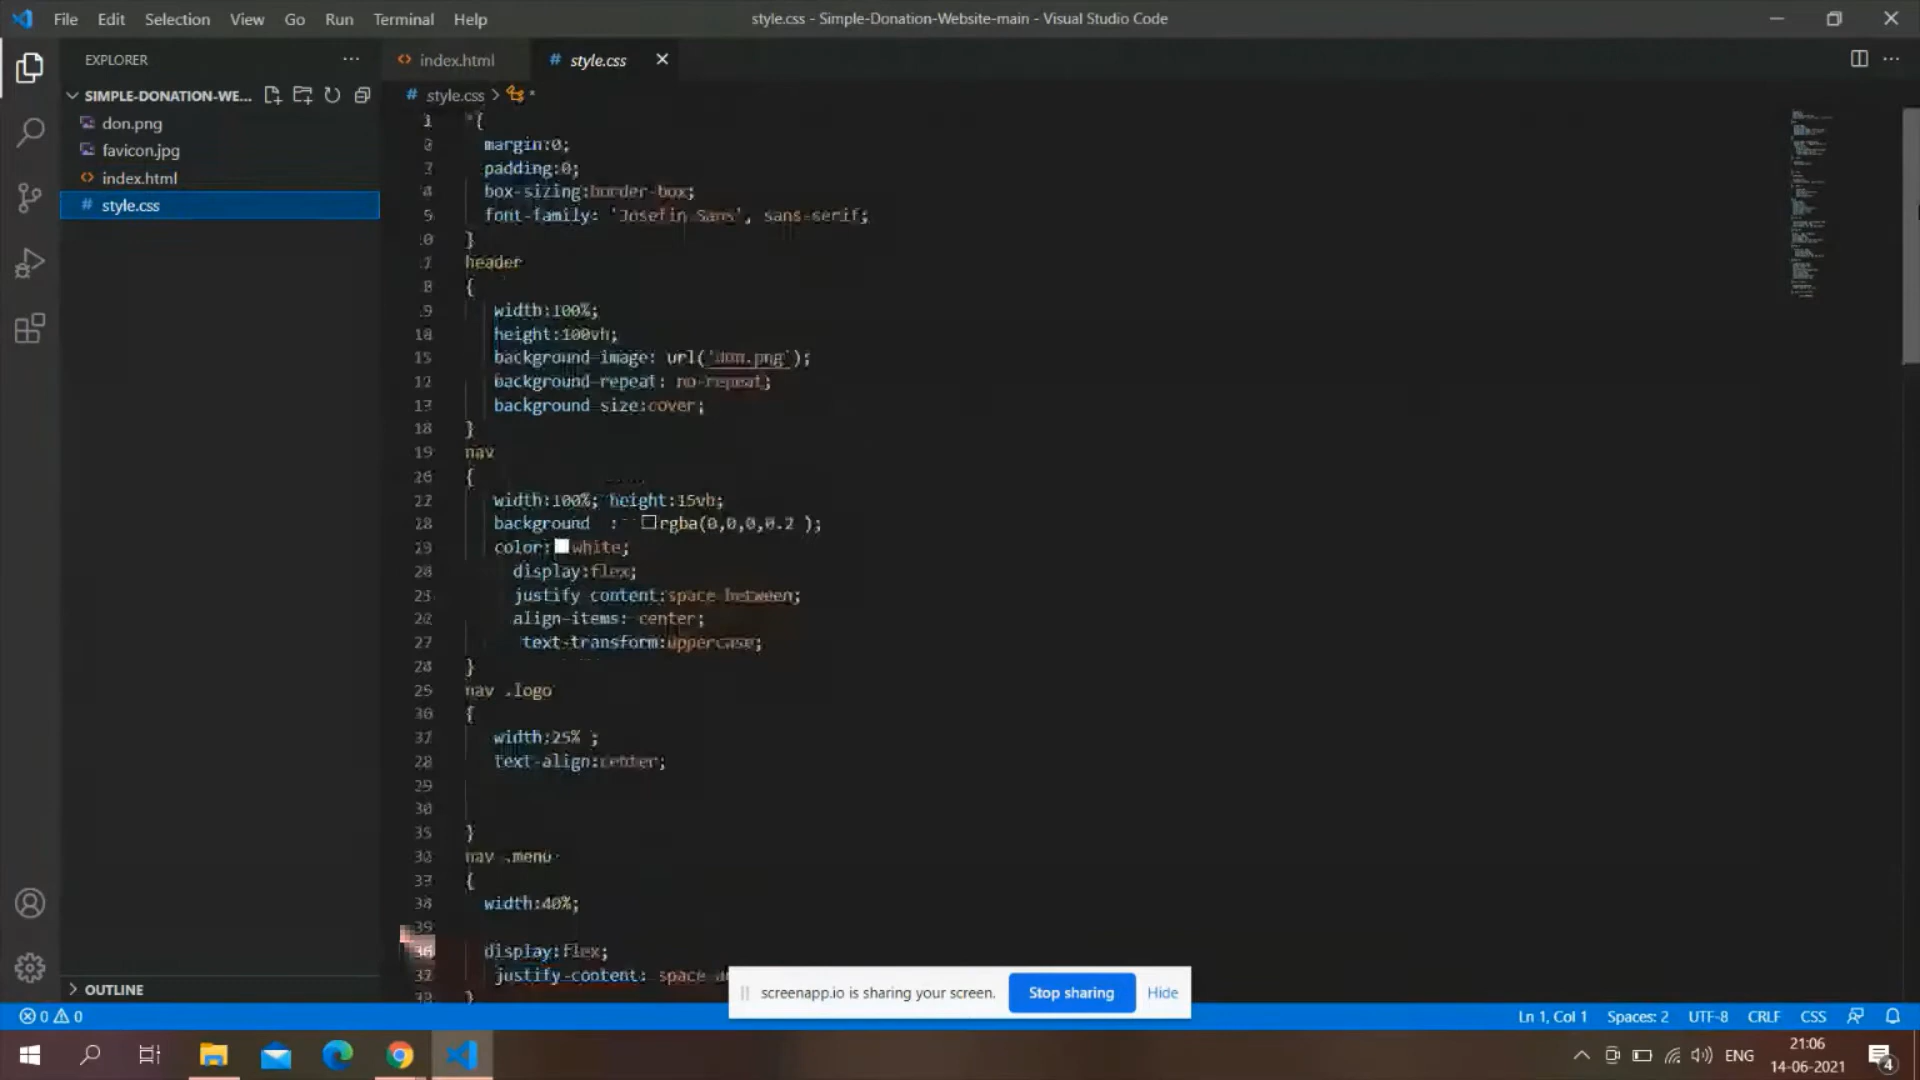 File Edit Selection View Go Run Terminal Help
style.css - Simple-Donation-Website-main - Visual Studio Code
EXPLORER
SIMPLE-DONATION-WE...
don.png
favicon.jpg
index.html
style.css
OUTLINE
index.html
style.css
style.css > *
*{
margin:0;
padding:0;
box-sizing:border-box;
font-family: 'Josefin Sans', sans-serif;
}
header
{
width:100%;
height:100vh;
background-image: url('don.png');
background-repeat: no-repeat;
background-size:cover;
}
nav
{
width:100%; height:15vh;
background : rgba(0,0,0,0.2 );
color: white;
display:flex;
justify-content:space-between;
align-items: center;
text-transform:uppercase;
}
nav .logo
{
width:25% ;
text-align:center;
}
nav .menu
{
width:40%;
display:flex;
justify-content: space
}
screenapp.io is sharing your screen.
Stop sharing
Hide
0 0
Ln 1, Col 1
Spaces: 2
UTF-8
CRLF
CSS
ENG
21:06
14-06-2021
4